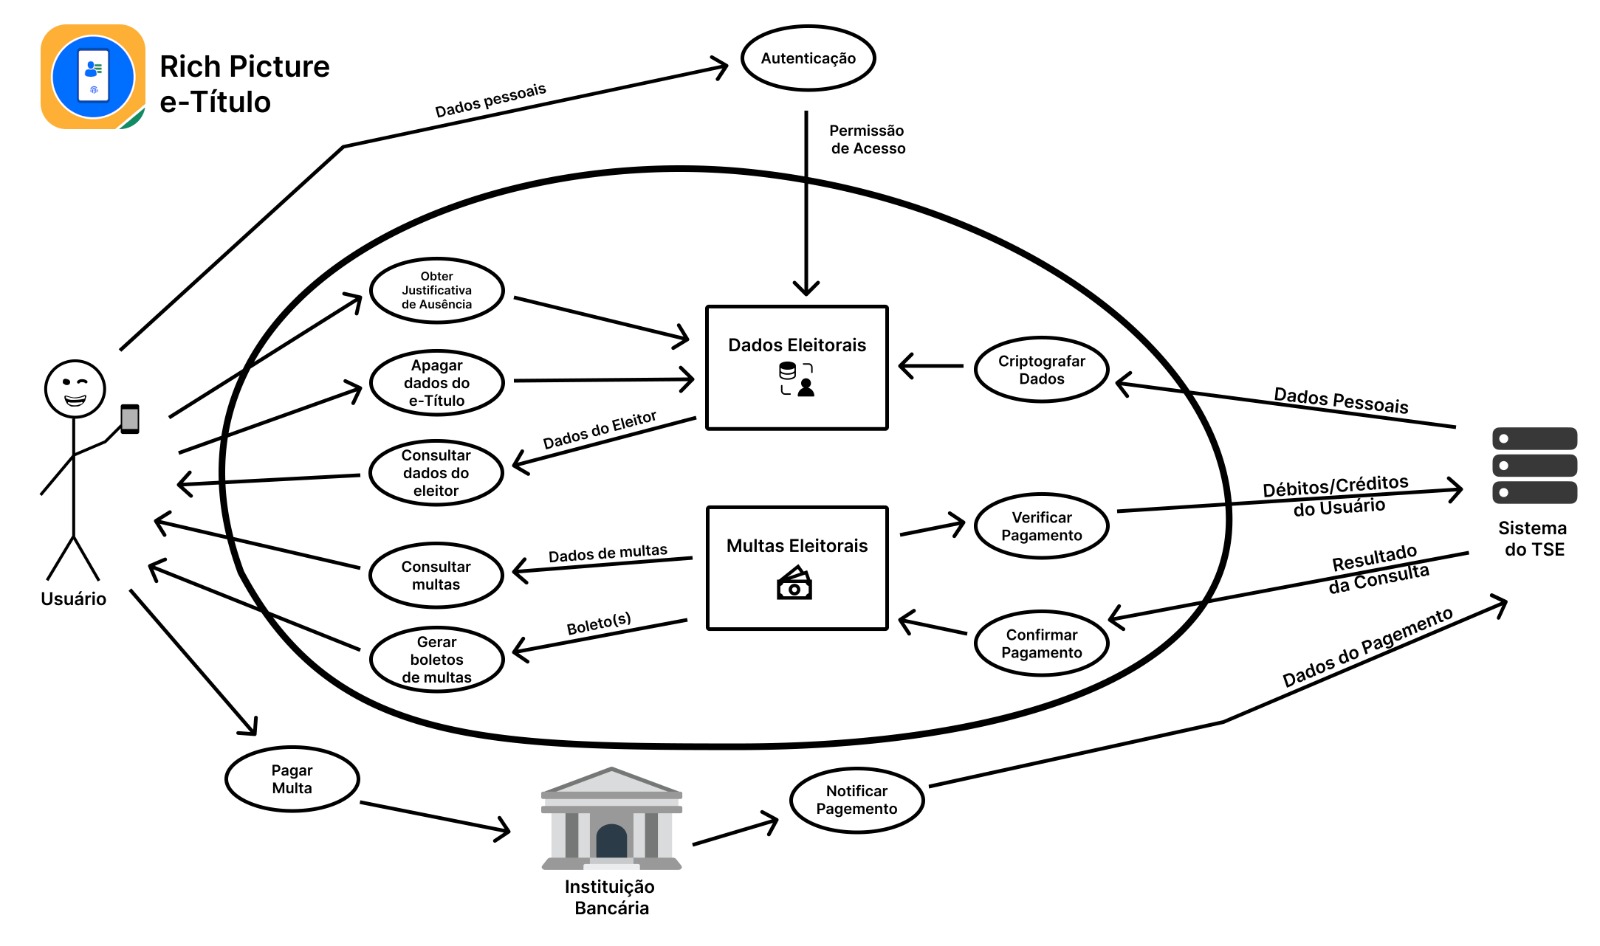 Rich Picture
e-Título
Dados pessoais
Autenticação
Permissão
de Acesso
Obter
Justificativa
de Ausência
Apagar
dados do
e-Título
Consultar
dados do
eleitor
Dados do Eleitor
Dados Eleitorais
Criptografar
Dados
Dados Pessoais
Débitos/Créditos
do Usuário
Sistema
do TSE
Verificar
Pagamento
Multas Eleitorais
Dados de multas
Consultar
multas
Usuário
Resultado
da Consulta
Boleto(s)
Gerar
boletos
de multas
Confirmar
Pagamento
Dados do Pagemento
Pagar
Multa
Notificar
Pagemento
Instituição
Bancária